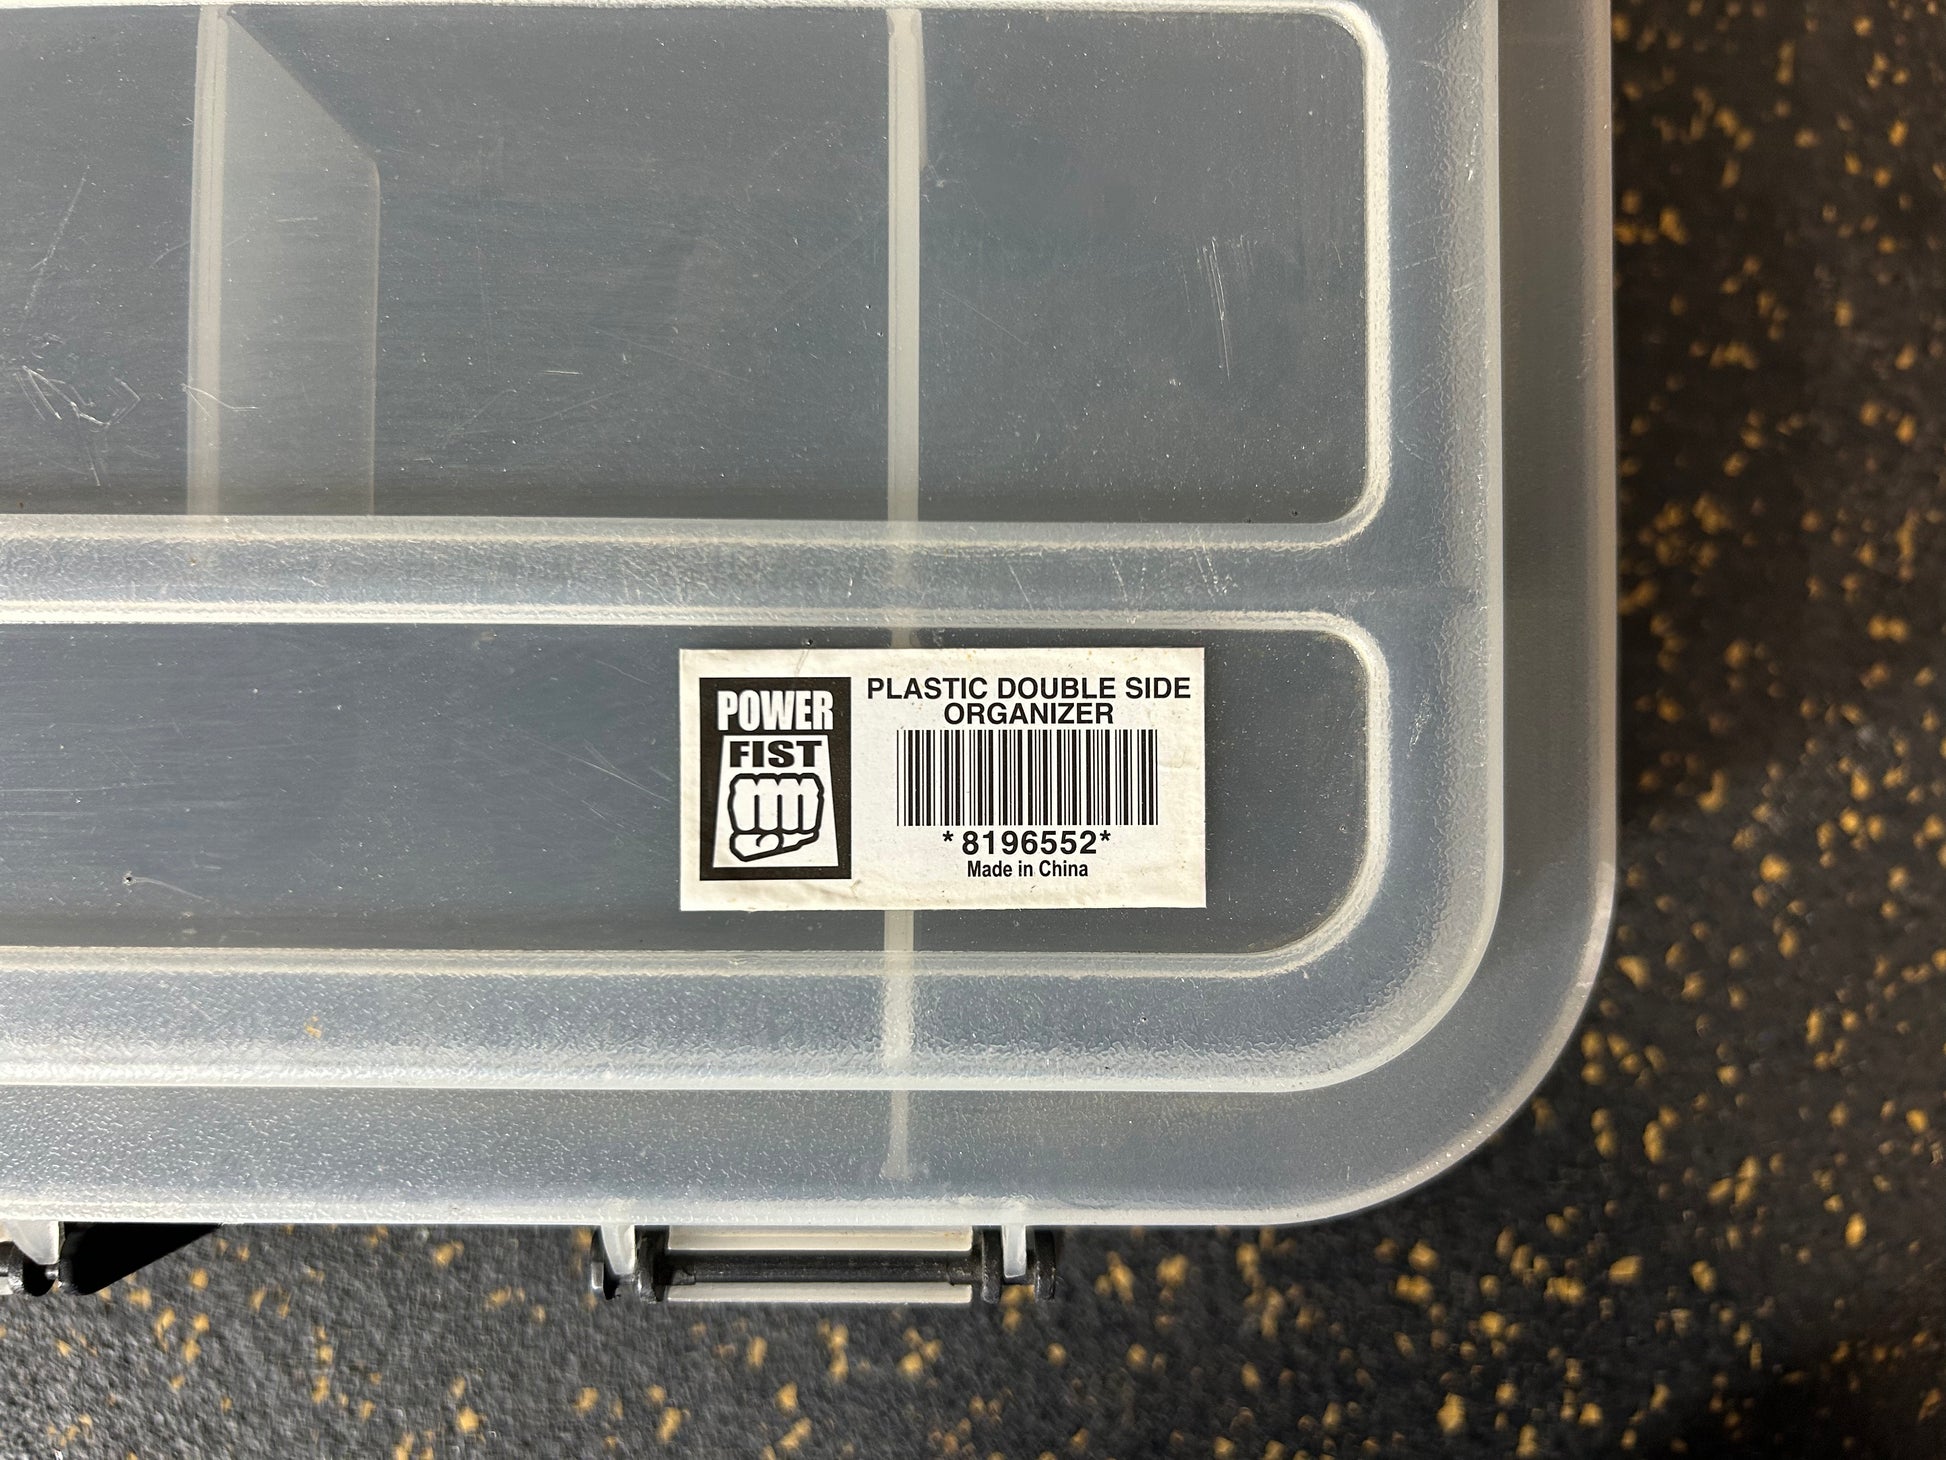 POWER
FIST
PLASTIC DOUBLE SIDE
ORGANIZER
*8196552*
Made in China